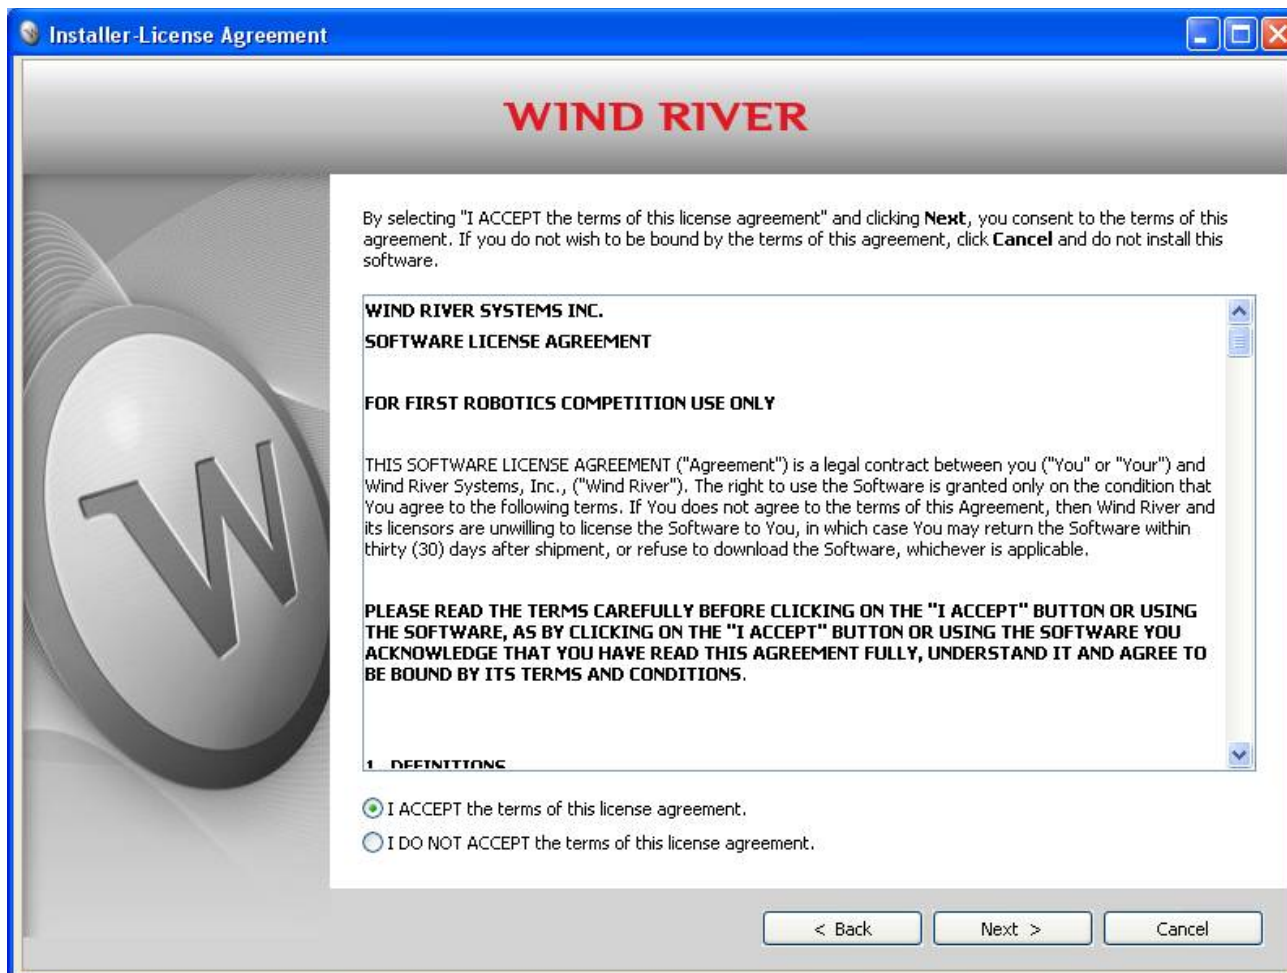 Installer-License Agreement
WIND RIVER
By selecting "I ACCEPT the terms of this license agreement" and clicking Next, you consent to the terms of this
agreement. If you do not wish to be bound by the terms of this agreement, click Cancel and do not install this
software.
WIND RIVER SYSTEMS INC.
SOFTWARE LICENSE AGREEMENT
FOR FIRST ROBOTICS COMPETITION USE ONLY
THIS SOFTWARE LICENSE AGREEMENT ("Agreement") is a legal contract between you ("You" or "Your") and
Wind River Systems, Inc., ("Wind River"). The right to use the Software is granted only on the condition that
You agree to the following terms. If You does not agree to the terms of this Agreement, then Wind River and
its licensors are unwilling to license the Software to You, in which case You may return the Software within
thirty (30) days after shipment, or refuse to download the Software, whichever is applicable.
PLEASE READ THE TERMS CAREFULLY BEFORE CLICKING ON THE "I ACCEPT" BUTTON OR USING
THE SOFTWARE, AS BY CLICKING ON THE "I ACCEPT" BUTTON OR USING THE SOFTWARE YOU
ACKNOWLEDGE THAT YOU HAVE READ THIS AGREEMENT FULLY, UNDERSTAND IT AND AGREE TO
BE BOUND BY ITS TERMS AND CONDITIONS.
1. DEFINITIONS
W
I ACCEPT the terms of this license agreement.
I DO NOT ACCEPT the terms of this license agreement.
< Back
Next >
Cancel